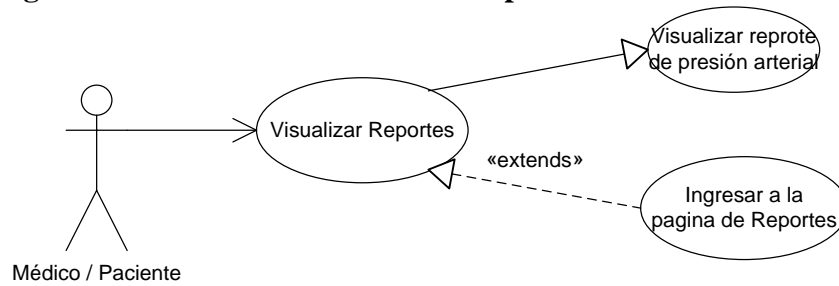 Visualizar reprote
de presión arterial
Visualizar Reportes
«extends»
Ingresar a la
pagina de Reportes
Médico / Paciente